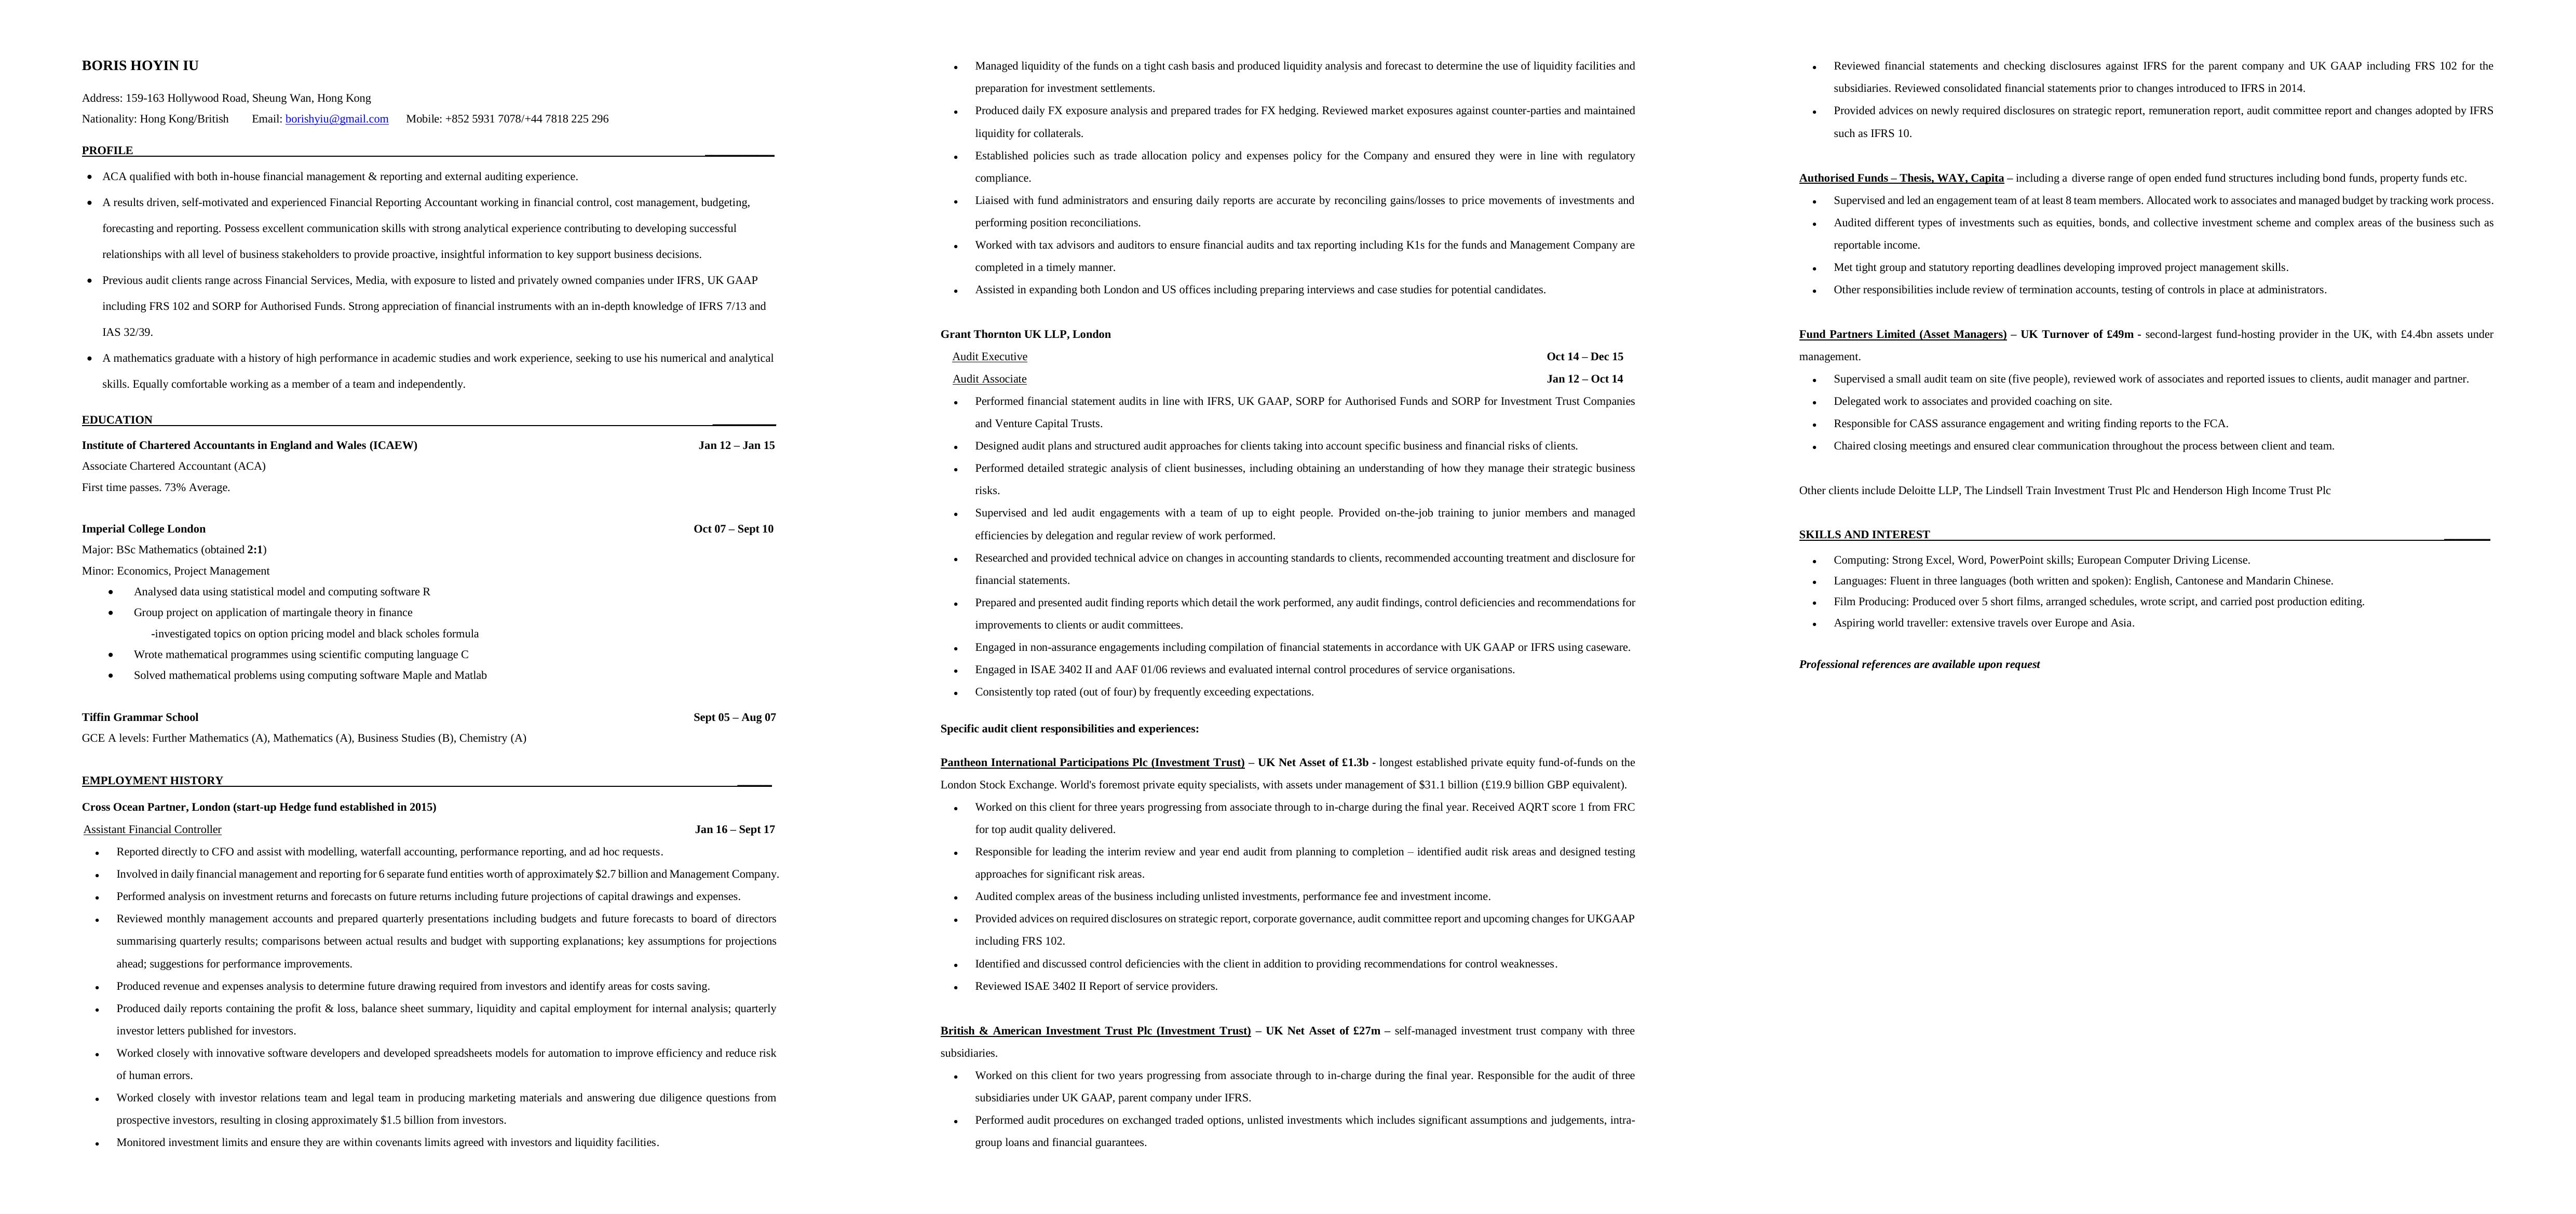 BORIS HOYIN IU
Address: 159-163 Hollywood Road, Sheung Wan, Hong Kong
Nationality: Hong Kong/British Email: borishyiu@gmail.com Mobile: +852 5931 7078/+44 7818 225 296
PROFILE
• ACA qualified with both in-house financial management & reporting and external auditing experience.
• A results driven, self-motivated and experienced Financial Reporting Accountant working in financial control, cost management, budgeting,
forecasting and reporting. Possess excellent communication skills with strong analytical experience contributing to developing successful
relationships with all level of business stakeholders to provide proactive, insightful information to key support business decisions.
• Previous audit clients range across Financial Services, Media, with exposure to listed and privately owned companies under IFRS, UK GAAP
including FRS 102 and SORP for Authorised Funds. Strong appreciation of financial instruments with an in-depth knowledge of IFRS 7/13 and
IAS 32/39.
• A mathematics graduate with a history of high performance in academic studies and work experience, seeking to use his numerical and analytical
skills. Equally comfortable working as a member of a team and independently.
EDUCATION
Institute of Chartered Accountants in England and Wales (ICAEW) Jan 12 – Jan 15
Associate Chartered Accountant (ACA)
First time passes. 73% Average.
Imperial College London Oct 07 – Sept 10
Major: BSc Mathematics (obtained 2:1)
Minor: Economics, Project Management
• Analysed data using statistical model and computing software R
• Group project on application of martingale theory in finance
-investigated topics on option pricing model and black scholes formula
• Wrote mathematical programmes using scientific computing language C
• Solved mathematical problems using computing software Maple and Matlab
Tiffin Grammar School Sept 05 – Aug 07
GCE A levels: Further Mathematics (A), Mathematics (A), Business Studies (B), Chemistry (A)
EMPLOYMENT HISTORY
Cross Ocean Partner, London (start-up Hedge fund established in 2015)
Assistant Financial Controller Jan 16 – Sept 17
• Reported directly to CFO and assist with modelling, waterfall accounting, performance reporting, and ad hoc requests.
• Involved in daily financial management and reporting for 6 separate fund entities worth of approximately $2.7 billion and Management Company.
• Performed analysis on investment returns and forecasts on future returns including future projections of capital drawings and expenses.
• Reviewed monthly management accounts and prepared quarterly presentations including budgets and future forecasts to board of directors
summarising quarterly results; comparisons between actual results and budget with supporting explanations; key assumptions for projections
ahead; suggestions for performance improvements.
• Produced revenue and expenses analysis to determine future drawing required from investors and identify areas for costs saving.
• Produced daily reports containing the profit & loss, balance sheet summary, liquidity and capital employment for internal analysis; quarterly
investor letters published for investors.
• Worked closely with innovative software developers and developed spreadsheets models for automation to improve efficiency and reduce risk
of human errors.
• Worked closely with investor relations team and legal team in producing marketing materials and answering due diligence questions from
prospective investors, resulting in closing approximately $1.5 billion from investors.
• Monitored investment limits and ensure they are within covenants limits agreed with investors and liquidity facilities.
• Managed liquidity of the funds on a tight cash basis and produced liquidity analysis and forecast to determine the use of liquidity facilities and
preparation for investment settlements.
• Produced daily FX exposure analysis and prepared trades for FX hedging. Reviewed market exposures against counter-parties and maintained
liquidity for collaterals.
• Established policies such as trade allocation policy and expenses policy for the Company and ensured they were in line with regulatory
compliance.
• Liaised with fund administrators and ensuring daily reports are accurate by reconciling gains/losses to price movements of investments and
performing position reconciliations.
• Worked with tax advisors and auditors to ensure financial audits and tax reporting including K1s for the funds and Management Company are
completed in a timely manner.
• Assisted in expanding both London and US offices including preparing interviews and case studies for potential candidates.
Grant Thornton UK LLP, London
Audit Executive Oct 14 – Dec 15
Audit Associate Jan 12 – Oct 14
• Performed financial statement audits in line with IFRS, UK GAAP, SORP for Authorised Funds and SORP for Investment Trust Companies
and Venture Capital Trusts.
• Designed audit plans and structured audit approaches for clients taking into account specific business and financial risks of clients.
• Performed detailed strategic analysis of client businesses, including obtaining an understanding of how they manage their strategic business
risks.
• Supervised and led audit engagements with a team of up to eight people. Provided on-the-job training to junior members and managed
efficiencies by delegation and regular review of work performed.
• Researched and provided technical advice on changes in accounting standards to clients, recommended accounting treatment and disclosure for
financial statements.
• Prepared and presented audit finding reports which detail the work performed, any audit findings, control deficiencies and recommendations for
improvements to clients or audit committees.
• Engaged in non-assurance engagements including compilation of financial statements in accordance with UK GAAP or IFRS using caseware.
• Engaged in ISAE 3402 II and AAF 01/06 reviews and evaluated internal control procedures of service organisations.
• Consistently top rated (out of four) by frequently exceeding expectations.
Specific audit client responsibilities and experiences:
Pantheon International Participations Plc (Investment Trust) – UK Net Asset of £1.3b - longest established private equity fund-of-funds on the
London Stock Exchange. World's foremost private equity specialists, with assets under management of $31.1 billion (£19.9 billion GBP equivalent).
• Worked on this client for three years progressing from associate through to in-charge during the final year. Received AQRT score 1 from FRC
for top audit quality delivered.
• Responsible for leading the interim review and year end audit from planning to completion – identified audit risk areas and designed testing
approaches for significant risk areas.
• Audited complex areas of the business including unlisted investments, performance fee and investment income.
• Provided advices on required disclosures on strategic report, corporate governance, audit committee report and upcoming changes for UKGAAP
including FRS 102.
• Identified and discussed control deficiencies with the client in addition to providing recommendations for control weaknesses.
• Reviewed ISAE 3402 II Report of service providers.
British & American Investment Trust Plc (Investment Trust) – UK Net Asset of £27m – self-managed investment trust company with three
subsidiaries.
• Worked on this client for two years progressing from associate through to in-charge during the final year. Responsible for the audit of three
subsidiaries under UK GAAP, parent company under IFRS.
• Performed audit procedures on exchanged traded options, unlisted investments which includes significant assumptions and judgements, intra-
group loans and financial guarantees.
• Reviewed financial statements and checking disclosures against IFRS for the parent company and UK GAAP including FRS 102 for the
subsidiaries. Reviewed consolidated financial statements prior to changes introduced to IFRS in 2014.
• Provided advices on newly required disclosures on strategic report, remuneration report, audit committee report and changes adopted by IFRS
such as IFRS 10.
Authorised Funds – Thesis, WAY, Capita – including a diverse range of open ended fund structures including bond funds, property funds etc.
• Supervised and led an engagement team of at least 8 team members. Allocated work to associates and managed budget by tracking work process.
• Audited different types of investments such as equities, bonds, and collective investment scheme and complex areas of the business such as
reportable income.
• Met tight group and statutory reporting deadlines developing improved project management skills.
• Other responsibilities include review of termination accounts, testing of controls in place at administrators.
Fund Partners Limited (Asset Managers) – UK Turnover of £49m - second-largest fund-hosting provider in the UK, with £4.4bn assets under
management.
• Supervised a small audit team on site (five people), reviewed work of associates and reported issues to clients, audit manager and partner.
• Delegated work to associates and provided coaching on site.
• Responsible for CASS assurance engagement and writing finding reports to the FCA.
• Chaired closing meetings and ensured clear communication throughout the process between client and team.
Other clients include Deloitte LLP, The Lindsell Train Investment Trust Plc and Henderson High Income Trust Plc
SKILLS AND INTEREST
• Computing: Strong Excel, Word, PowerPoint skills; European Computer Driving License.
• Languages: Fluent in three languages (both written and spoken): English, Cantonese and Mandarin Chinese.
• Film Producing: Produced over 5 short films, arranged schedules, wrote script, and carried post production editing.
• Aspiring world traveller: extensive travels over Europe and Asia.
Professional references are available upon request